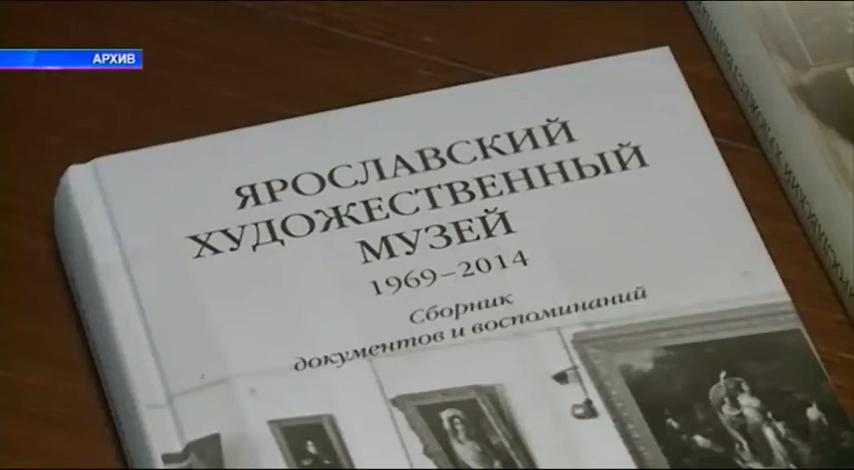 АРХИВ
ЯРОСЛАВСКИЙ
ХУДОЖЕСТВЕННЫЙ
МУЗЕЙ
1969–2014
Сборник
документов и воспоминаний